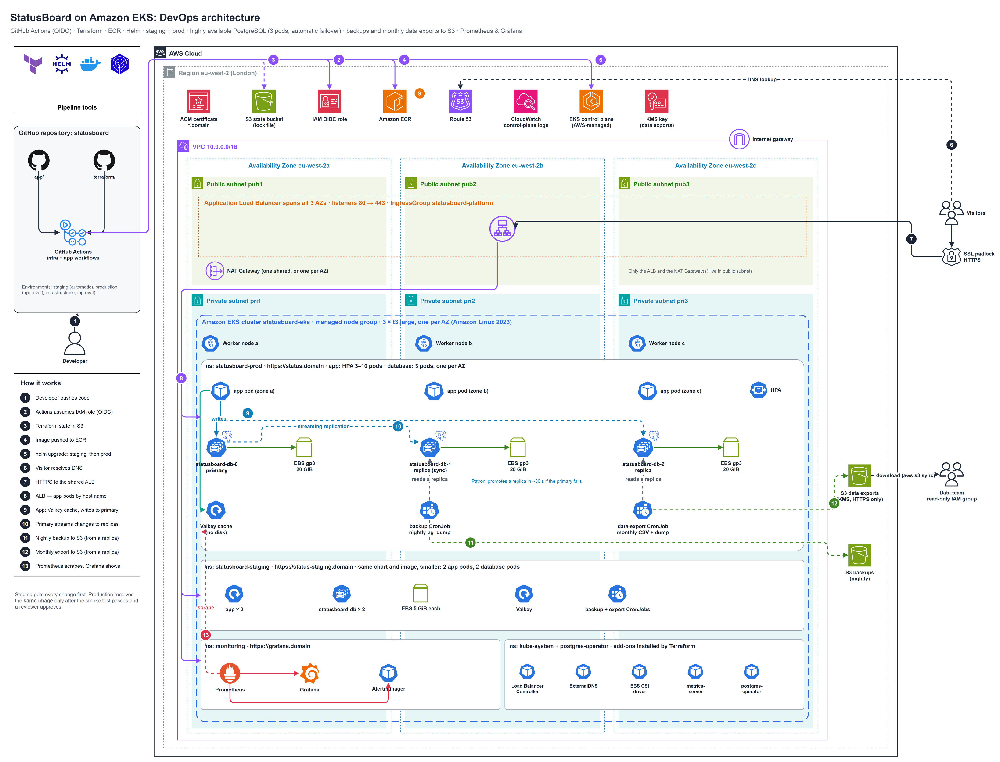 StatusBoard on Amazon EKS: DevOps architecture
GitHub Actions (OIDC) · Terraform · ECR · Helm · staging + prod · highly available PostgreSQL (3 pods, automatic failover) · backups and monthly data exports to S3 · Prometheus & Grafana
HELM
Pipeline tools
GitHub repository: statusboard
app/
terraform/
GitHub Actions
infra + app workflows
Environments: staging (automatic), production
(approval), infrastructure (approval)
1
Developer
How it works
1 Developer pushes code
2 Actions assumes IAM role (OIDC)
3 Terraform state in S3
4 Image pushed to ECR
5 helm upgrade: staging, then prod
6 Visitor resolves DNS
7 HTTPS to the shared ALB
8 ALB → app pods by host name
9 App: Valkey cache, writes to primary
10 Primary streams changes to replicas
11 Nightly backup to S3 (from a replica)
12 Monthly export to S3 (from a replica)
13 Prometheus scrapes, Grafana shows
Staging gets every change first. Production receives
the same image only after the smoke test passes and
a reviewer approves.
aws
AWS Cloud
3
2
4
5
Region eu-west-2 (London)
DNS lookup
9
53
K
ACM certificate
*.domain
S3 state bucket
(lock file)
IAM OIDC role
Amazon ECR
Route 53
CloudWatch
control-plane logs
EKS control plane
(AWS-managed)
KMS key
(data exports)
Internet gateway
6
VPC 10.0.0.0/16
Availability Zone eu-west-2a
Availability Zone eu-west-2b
Availability Zone eu-west-2c
Public subnet pub1
Public subnet pub2
Public subnet pub3
Application Load Balancer spans all 3 AZs · listeners 80 → 443 · IngressGroup statusboard-platform
Visitors
7
SSL padlock
HTTPS
NAT Gateway (one shared, or one per AZ)
Only the ALB and the NAT Gateway(s) live in public subnets
Private subnet pri1
Private subnet pri2
Private subnet pri3
Amazon EKS cluster statusboard-eks · managed node group · 3 × t3.large, one per AZ (Amazon Linux 2023)
Worker node a
Worker node b
Worker node c
ns: statusboard-prod · https://status.domain · app: HPA 3–10 pods · database: 3 pods, one per AZ
8
app pod (zone a)
app pod (zone b)
app pod (zone c)
HPA
9
writes
streaming replication
10
statusboard-db-0
primary
EBS gp3
20 GiB
statusboard-db-1
replica (sync)
EBS gp3
20 GiB
statusboard-db-2
replica
EBS gp3
20 GiB
reads a replica
Patroni promotes a replica in ~30 s if the primary fails
reads a replica
download (aws s3 sync)
S3 data exports
(KMS, HTTPS only)
12
Data team
read-only IAM group
Valkey cache
(no disk)
backup CronJob
nightly pg_dump
data-export CronJob
monthly CSV + dump
11
S3 backups
(nightly)
ns: statusboard-staging · https://status-staging.domain · same chart and image, smaller: 2 app pods, 2 database pods
scrape
app × 2
statusboard-db × 2
EBS 5 GiB each
Valkey
backup + export CronJobs
13
ns: monitoring · https://grafana.domain
Prometheus
Grafana
Alertmanager
ns: kube-system + postgres-operator · add-ons installed by Terraform
Load Balancer
Controller
ExternalDNS
EBS CSI
driver
metrics-
server
postgres-
operator